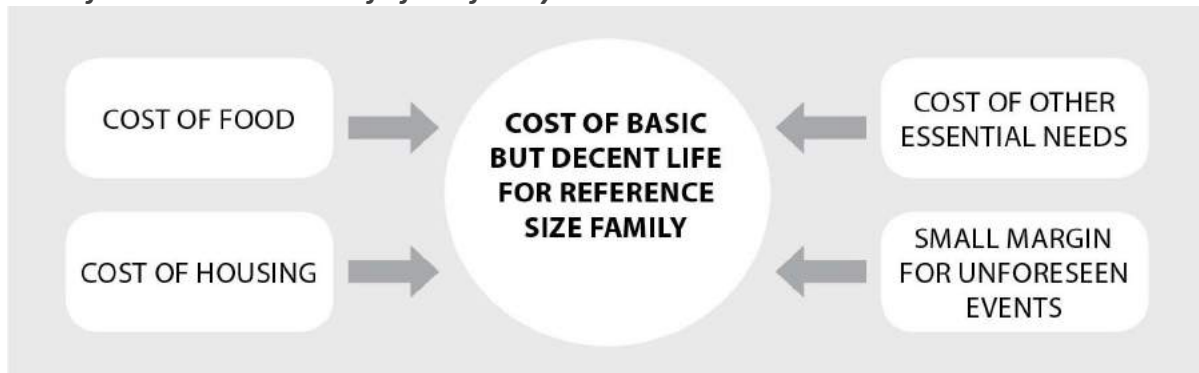 COST OF FOOD
COST OF HOUSING
COST OF BASIC
BUT DECENT LIFE
FOR REFERENCE
SIZE FAMILY
COST OF OTHER
ESSENTIAL NEEDS
SMALL MARGIN
FOR UNFORESEEN
EVENTS